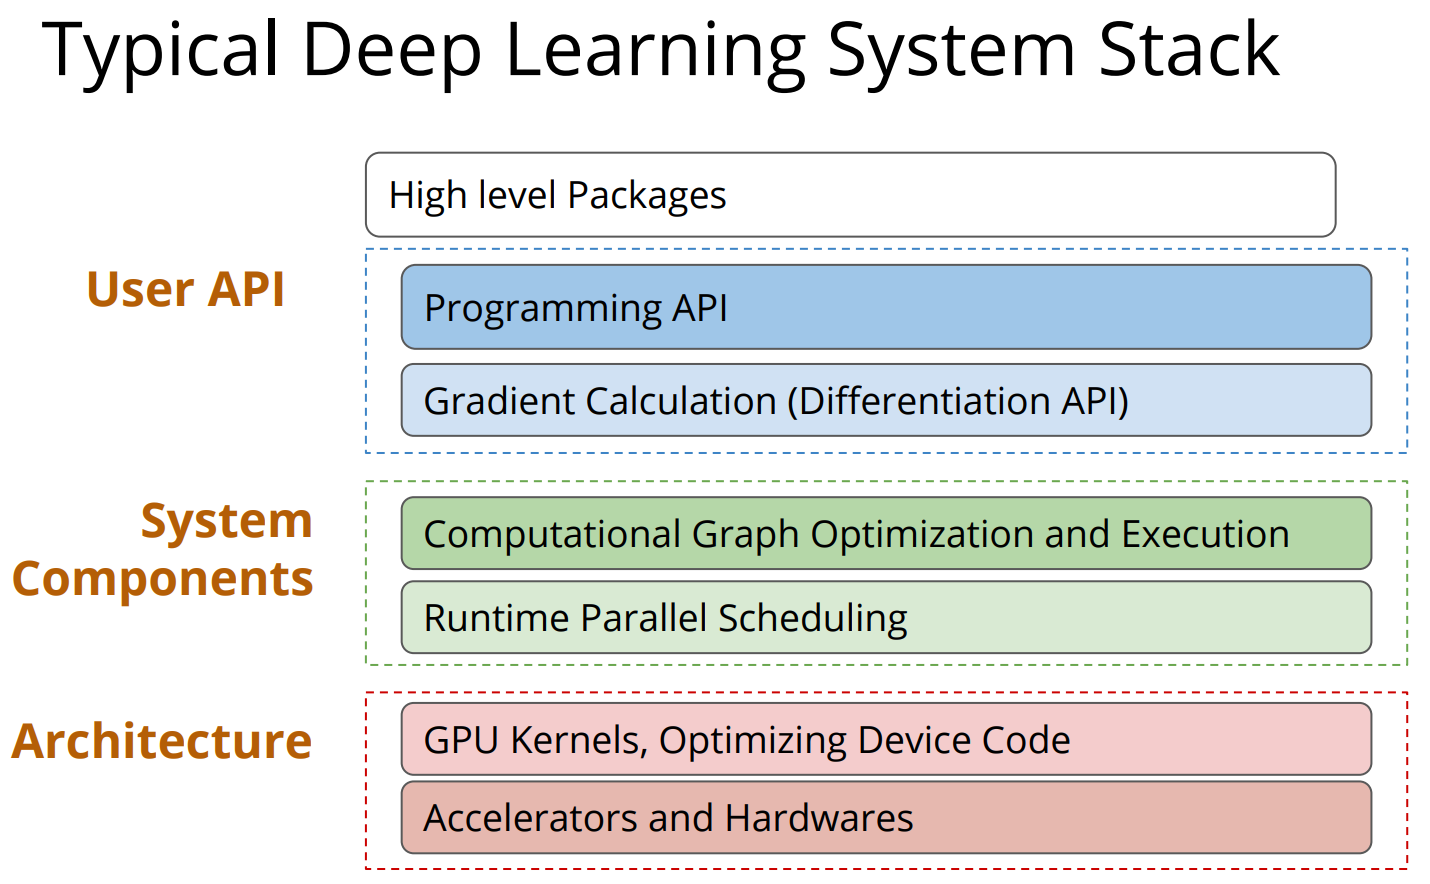 Typical Deep Learning System Stack
High level Packages
User API
Programming API
Gradient Calculation (Differentiation API)
System
Components
Computational Graph Optimization and Execution
Runtime Parallel Scheduling
Architecture
GPU Kernels, Optimizing Device Code
Accelerators and Hardwares